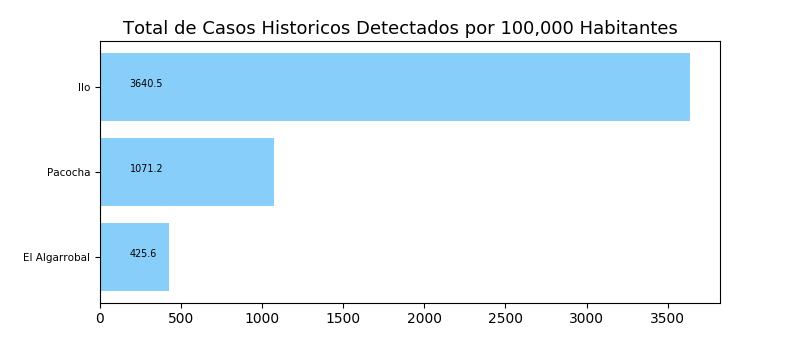 Total de Casos Historicos Detectados por 100,000 Habitantes
Ilo
3640.5
Pacocha
1071.2
El Algarrobal
425.6
0 500 1000 1500 2000 2500 3000 3500